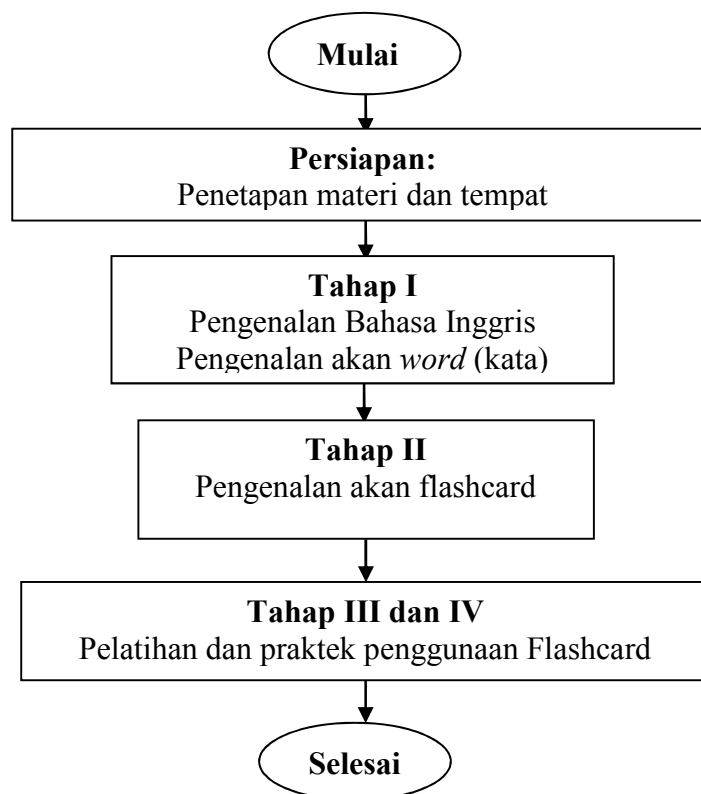 Mulai
Persiapan:
Penetapan materi dan tempat
Tahap I
Pengenalan Bahasa Inggris
Pengenalan akan word (kata)
Tahap II
Pengenalan akan flashcard
Tahap III dan IV
Pelatihan dan praktek penggunaan Flashcard
Selesai